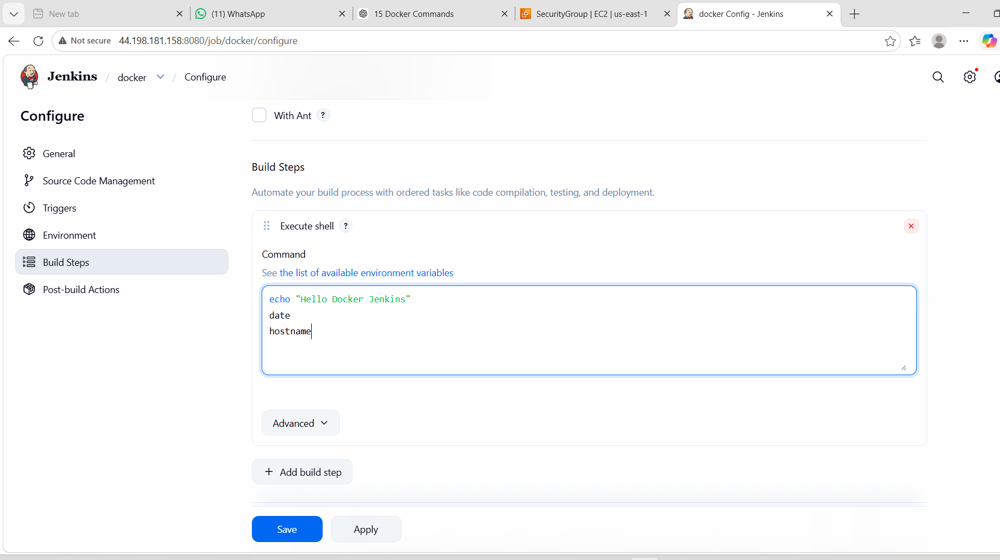 New tab
(11) WhatsApp
15 Docker Commands
SecurityGroup | EC2 | us-east-1
docker Config - Jenkins
Not secure 44.198.181.158:8080/job/docker/configure
Jenkins / docker / Configure
Configure
General
Source Code Management
Triggers
Environment
Build Steps
Post-build Actions
With Ant ?
Build Steps
Automate your build process with ordered tasks like code compilation, testing, and deployment.
Execute shell ?
Command
See the list of available environment variables
echo "Hello Docker Jenkins"
date
hostname
Advanced
+ Add build step
Save
Apply